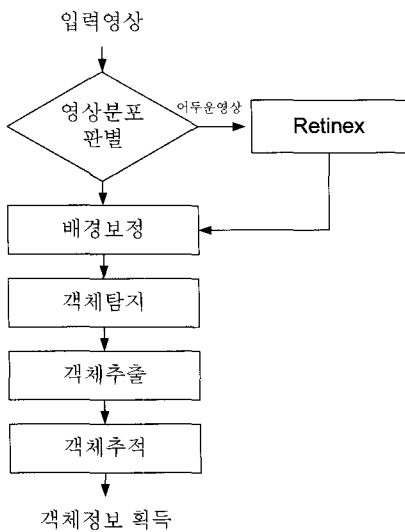 입력영상
영상분포
판별
어두운영상
Retinex
배경보정
객체탐지
객체추출
객체추적
객체정보 획득